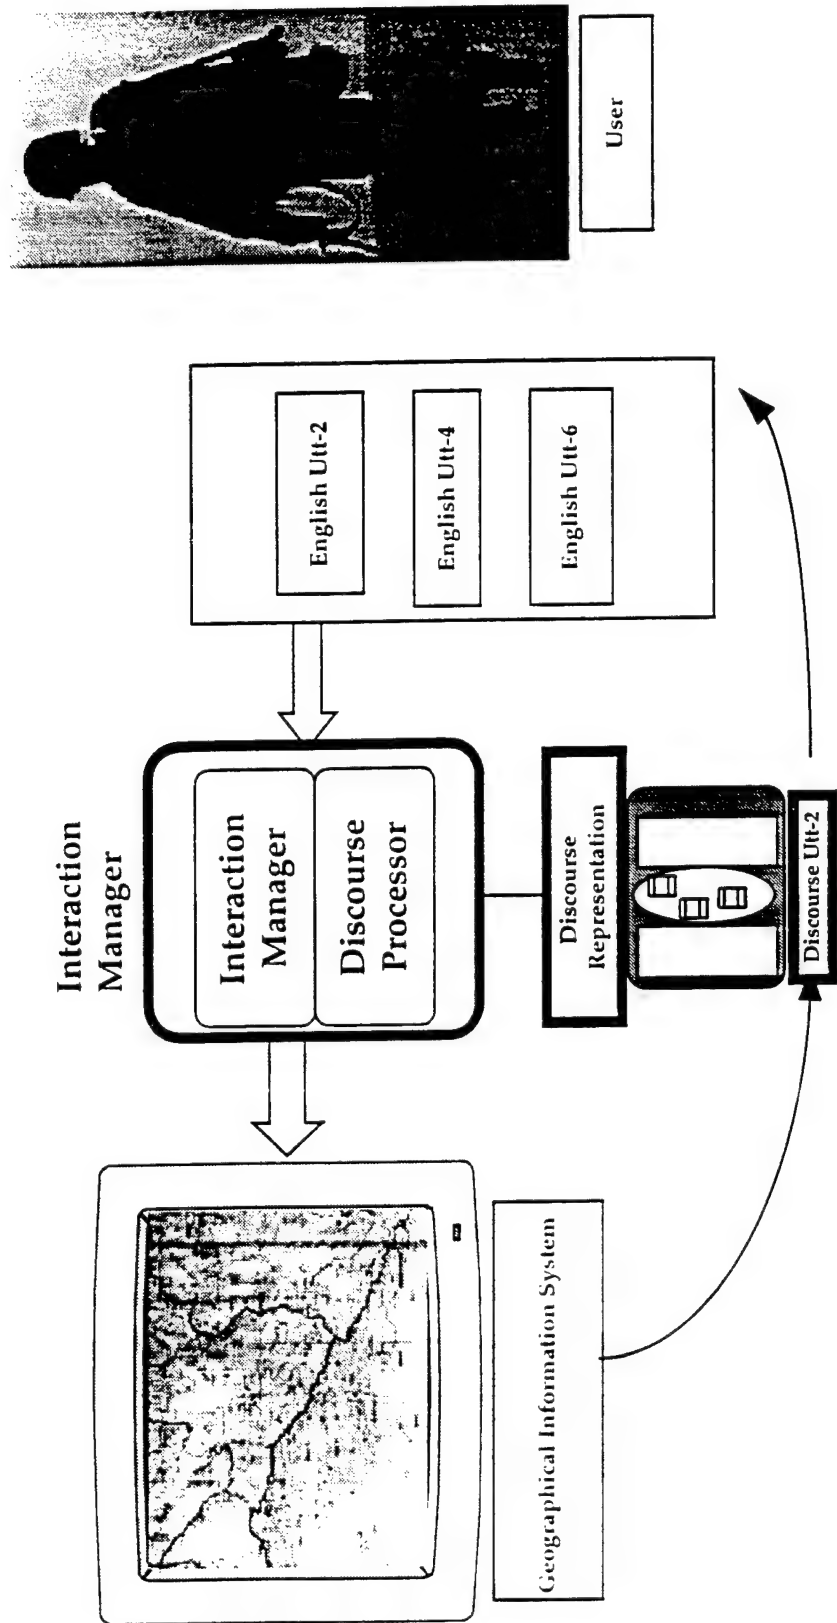 Interaction
Manager
Geographical Information System
Interaction
Manager
Discourse
Processor
Discourse
Representation
Discourse Utt-2
English Utt-2
English Utt-4
English Utt-6
User